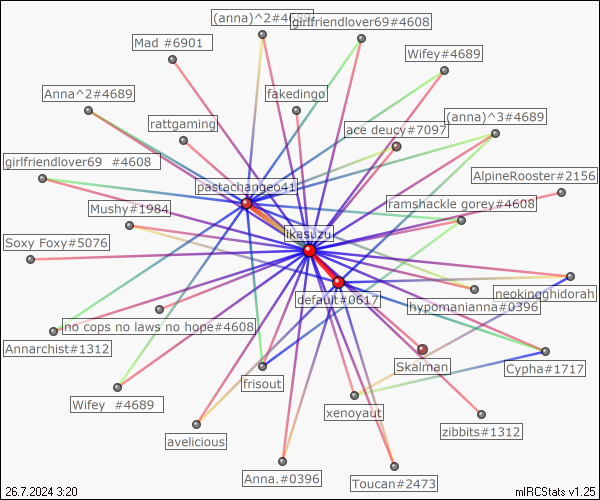 (anna)^2#4689
girlfriendlover69#4608
Mad #6901
Wifey#4689
Anna^2#4689
fakedingo
(anna)^3#4689
rattgaming
ace deucy#7097
girlfriendlover69 #4608
AlpineRooster#2156
pastachangeo41
ramshackle gorey#4608
Mushy#1984
Soxy Foxy#5076
ikasuzu
neokingghidorah
default#0617
hypomanianna#0396
no cops no laws no hope#4608
Annarchist#1312
Skalman
Cypha#1717
frisout
Wifey #4689
xenoyaut
zibbits#1312
avelicious
Anna.#0396
Toucan#2473
26.7.2024 3:20
mIRCStats v1.25